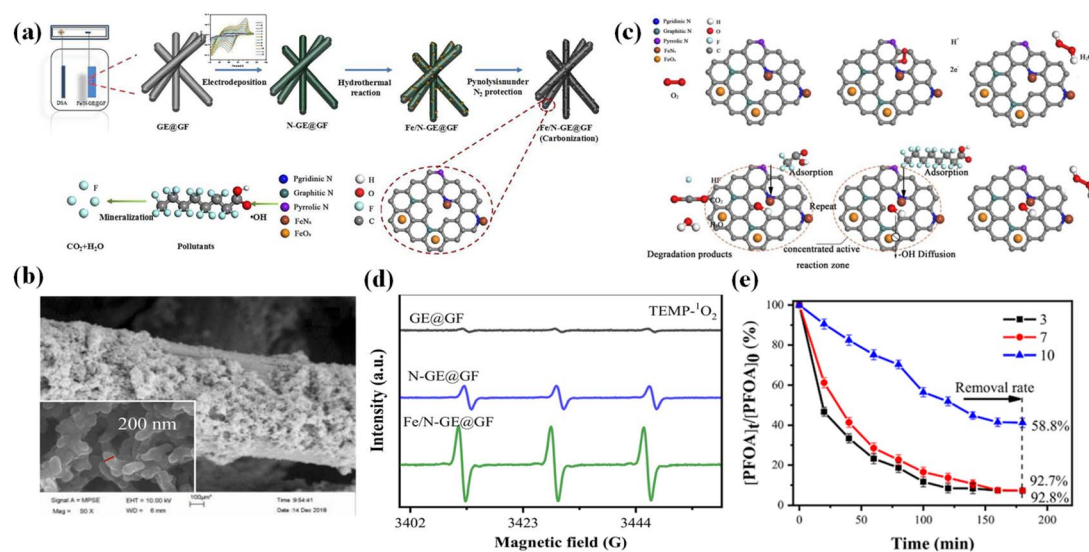 (a)
DSA
Fe/N-GE@GF
GE@GF
Electrodeposition
N-GE@GF
Hydrothermal
reaction
Fe/N-GE@GF
Pynolysisnunder
N₂ protection
Fe/N-GE@GF
(Carbonization)
F
Mineralization
CO₂+H₂O
Pollutants
•OH
Pgridinic N
Graphitic N
Pyrrolic N
FeN₈
FeO₈
H
O
F
C
(b)
200 nm
Signal A = MPSE
EHT = 10.00 kV
Mag = 50 X
WD = 6 mm
100μm
Time :9:54:41
Date :14 Dec 2018
(c)
Pgridinic N
Graphitic N
Pyrrolic N
FeN₈
FeO₈
H
O
F
C
O₂
H⁺
2e⁻
Adsorption
Adsorption
HF
CO₂
H₂O
Repeat
Degradation products
concentrated active
reaction zone
-OH Diffusion
(d)
TEMP-¹O₂
GE@GF
N-GE@GF
Fe/N-GE@GF
Intensity (a.u.)
3402
3423
3444
Magnetic field (G)
(e)
[PFOA]t/[PFOA]0 (%)
100
80
60
40
20
0
3
7
10
Removal rate
58.8%
92.7%
92.8%
0
50
100
150
200
Time (min)